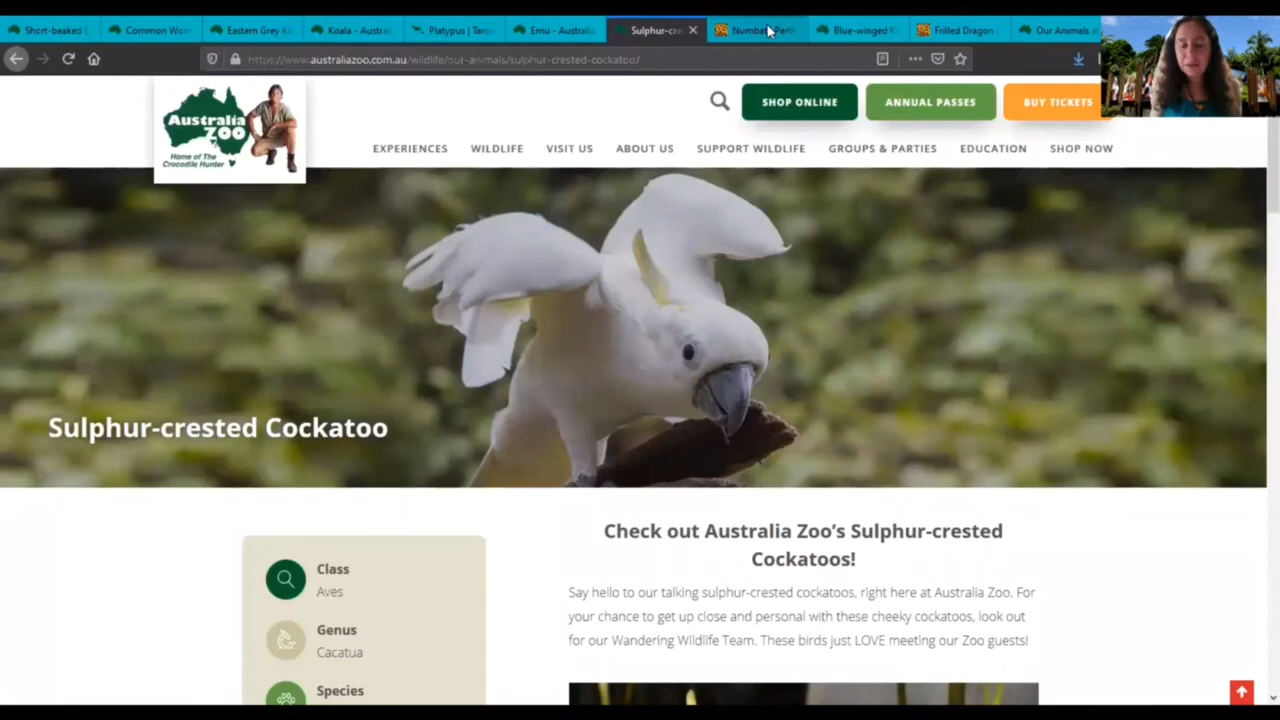 Short-beaked
Common Wom
Eastern Grey Ka
Koala - Austra
Platypus | Taron
Emu - Australia
Sulphur-cre
Numbat
Perth
Blue-winged K
Frilled Dragon
Our Animals
https://www.australiazoo.com.au/wildlife/our-animals/sulphur-crested-cockatoo/
Australia
ZOO
Home of The
Crocodile Hunter
SHOP ONLINE
ANNUAL PASSES
BUY TICKETS
EXPERIENCES
WILDLIFE
VISIT US
ABOUT US
SUPPORT WILDLIFE
GROUPS & PARTIES
EDUCATION
SHOP NOW
Sulphur-crested Cockatoo
Class
Aves
Genus
Cacatua
Species
Check out Australia Zoo's Sulphur-crested
Cockatoos!
Say hello to our talking sulphur-crested cockatoos, right here at Australia Zoo. For
your chance to get up close and personal with these cheeky cockatoos, look out
for our Wandering Wildlife Team. These birds just LOVE meeting our Zoo guests!